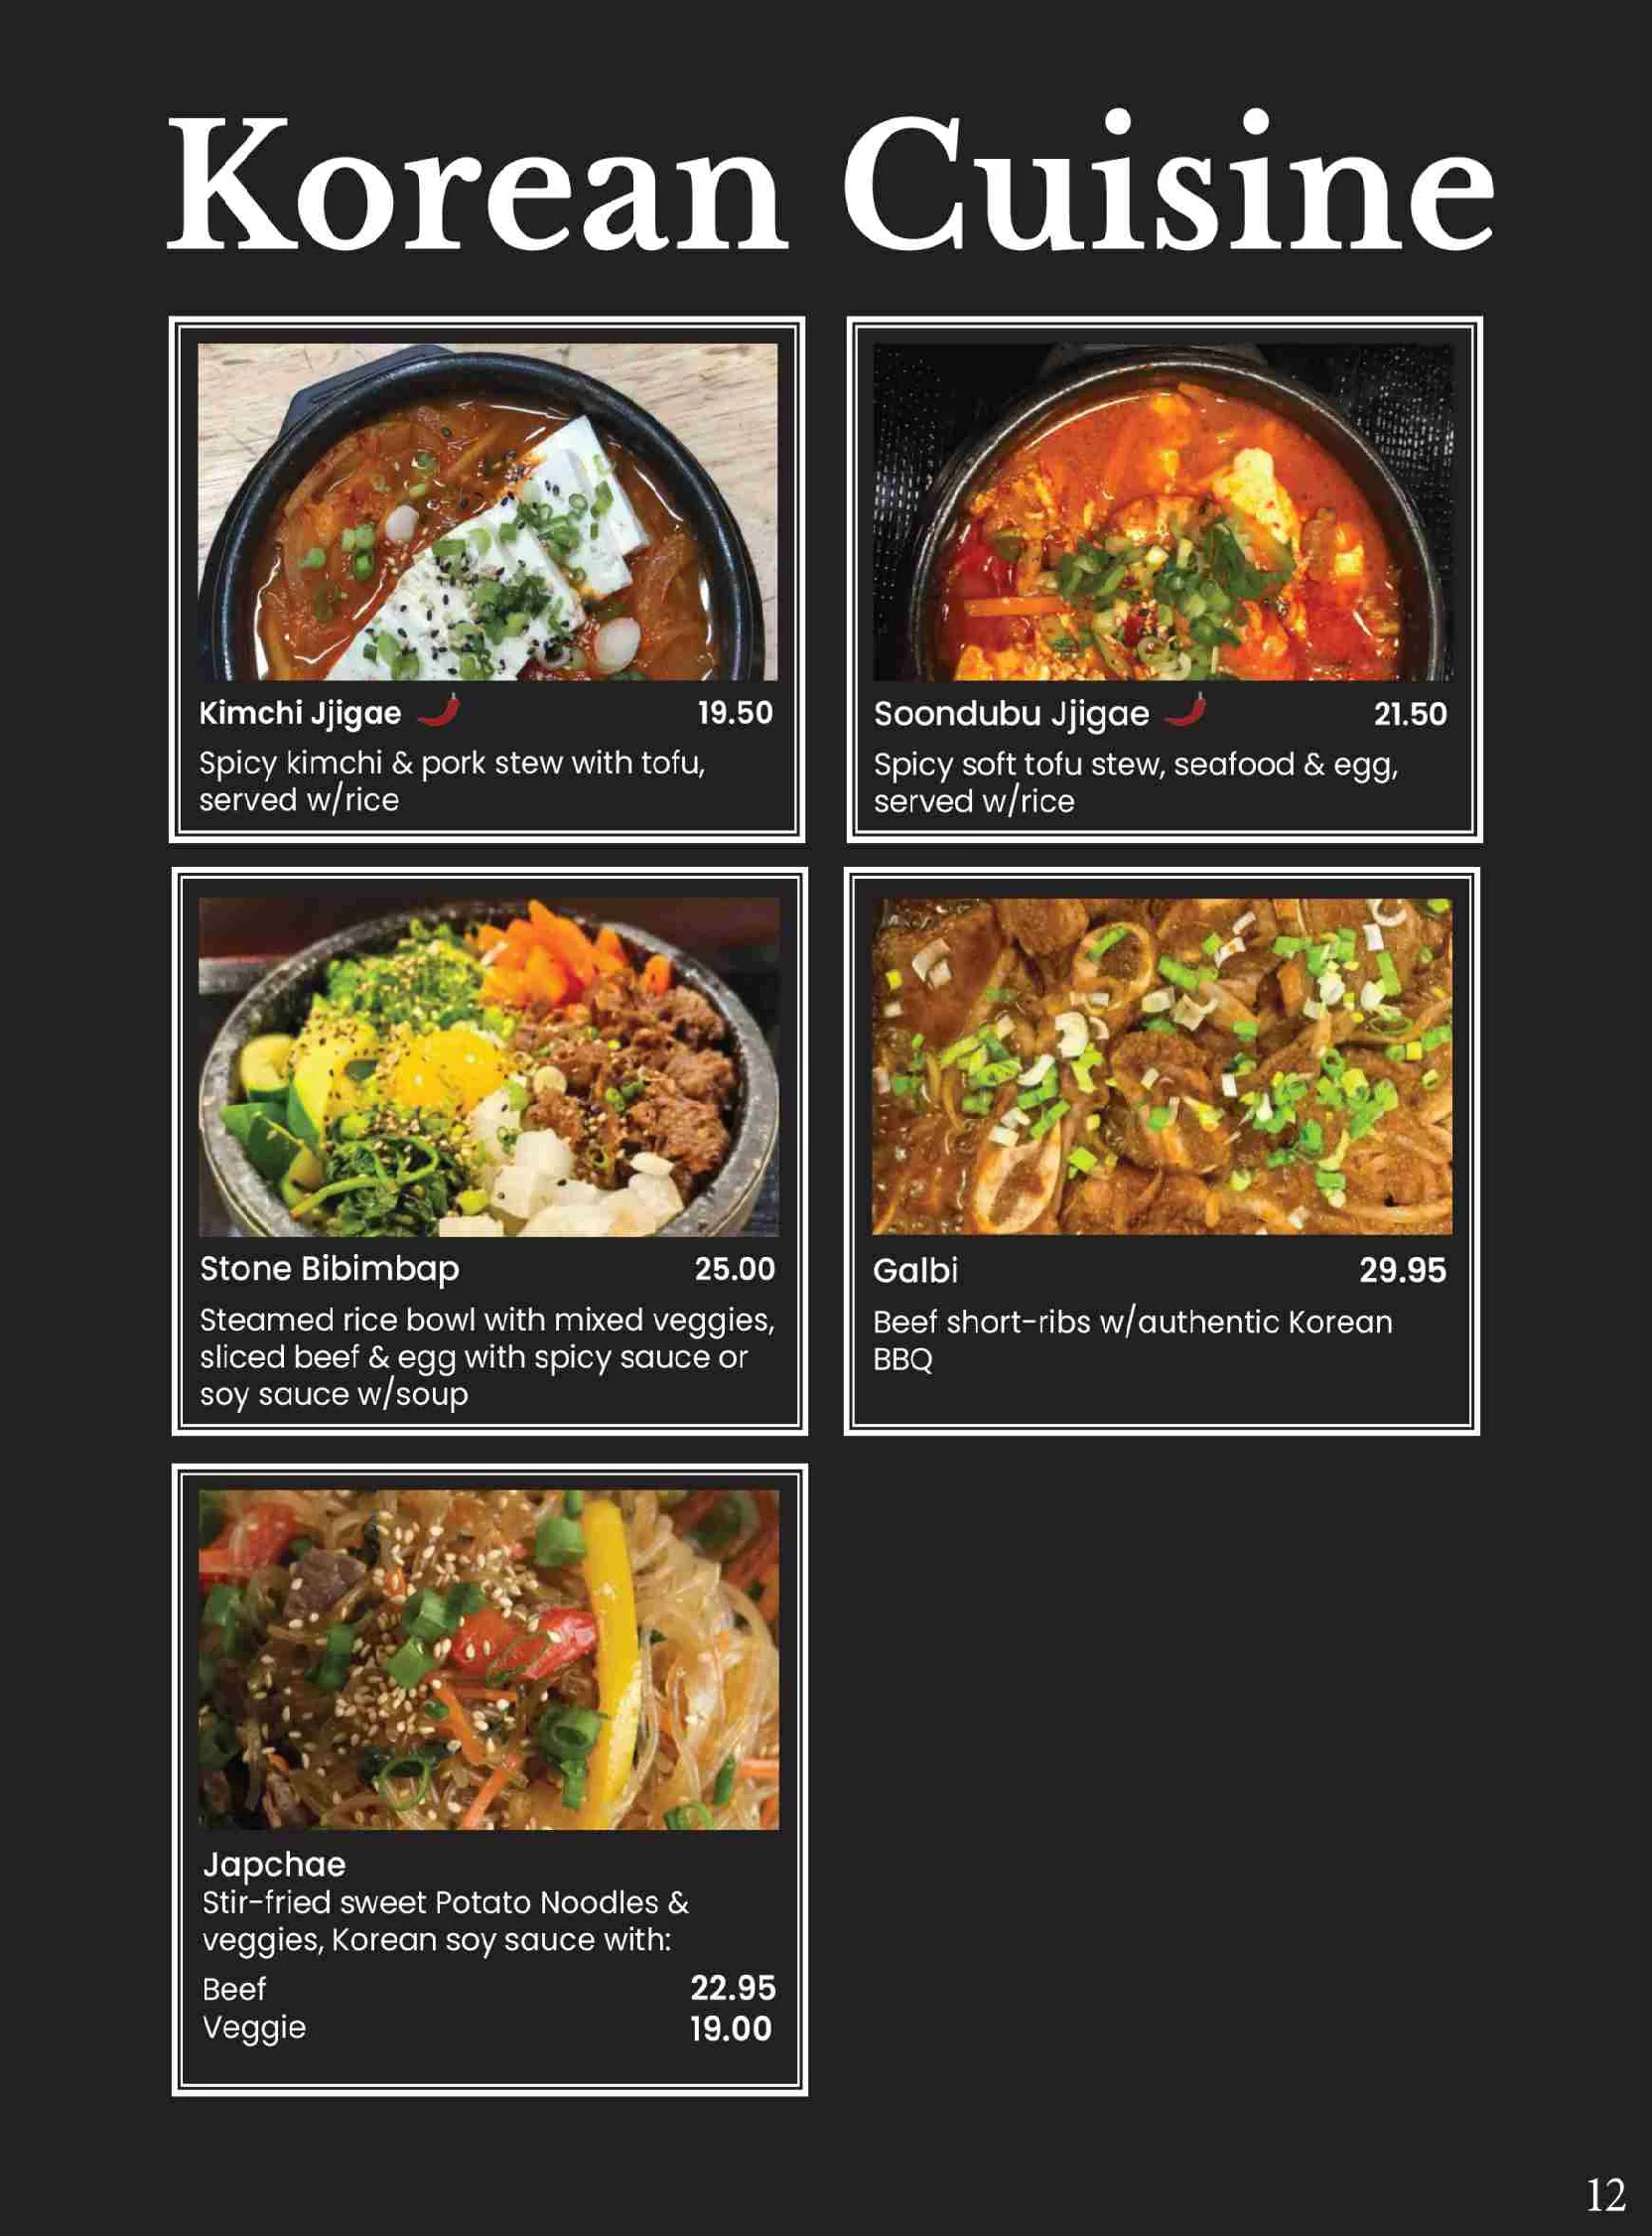 Korean Cuisine
Kimchi Jjigae 19.50
Spicy kimchi & pork stew with tofu,
served w/rice
Soondubu Jjigae 21.50
Spicy soft tofu stew, seafood & egg,
served w/rice
Stone Bibimbap 25.00
Steamed rice bowl with mixed veggies,
sliced beef & egg with spicy sauce or
soy sauce w/soup
Galbi 29.95
Beef short-ribs w/authentic Korean
BBQ
Japchae
Stir-fried sweet Potato Noodles &
veggies, Korean soy sauce with:
Beef 22.95
Veggie 19.00
12